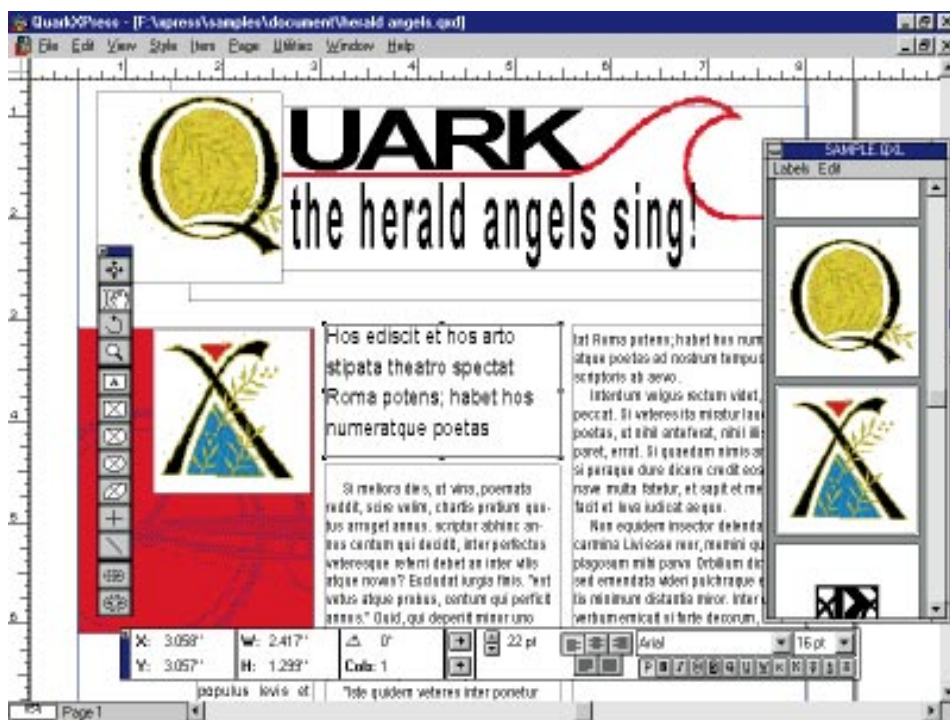 QuarkXPress - [F:\xpress\samples\document\herald angels.qxd]
File Edit View Style Item Page Utilities Window Help
1 2 3 4 5 6 7 8
QUARK
the herald angels sing!
SAMPLE.QXL
Labels Edit
Hos ediscit et hos arto
stipata theatro spectat
Roma potens; habet hos
numeratque poetas
Si meliora dies, ut vina, poemata
reddit, scire velim, chartis pretium quo-
tus arroget annus. scriptor abhinc an-
nos centum qui decidit, inter perfectos
veteresque referri debet an inter vilis
atque novos? Excludat iurgia finis. "est
vetus atque probus, centum qui perficit
annos." Quid, qui deperiit minor uno
tat Roma potens; habet hos num
atque poetas ad nostrum tempus
scriptoris ab aevo.
Interdum volgus rectum videt,
peccat. Si veteres ita miratur lau
poetas, ut nihil anteferat, nihil illi
paret, errat. Si quaedam nimis an
si peraque dure dicere credit eos
nave multa fatetur, et sapit et me
facit et Iova iudicat aequo.
Non equidem insector delenda
carmina Livi esse reor, memini qu
plagosum mihi parvo Orbilium dic
sed emendata videri pulchraque e
tis minimum distantia miror. Inter v
verbum emicuit si forte decorum,
X: 3.058" W: 2.417" 0° 22 pt Arial 16 pt
Y: 3.057" H: 1.299" Cols: 1
populus levis et
"Iste quidem veteres inter ponetur
Page 1